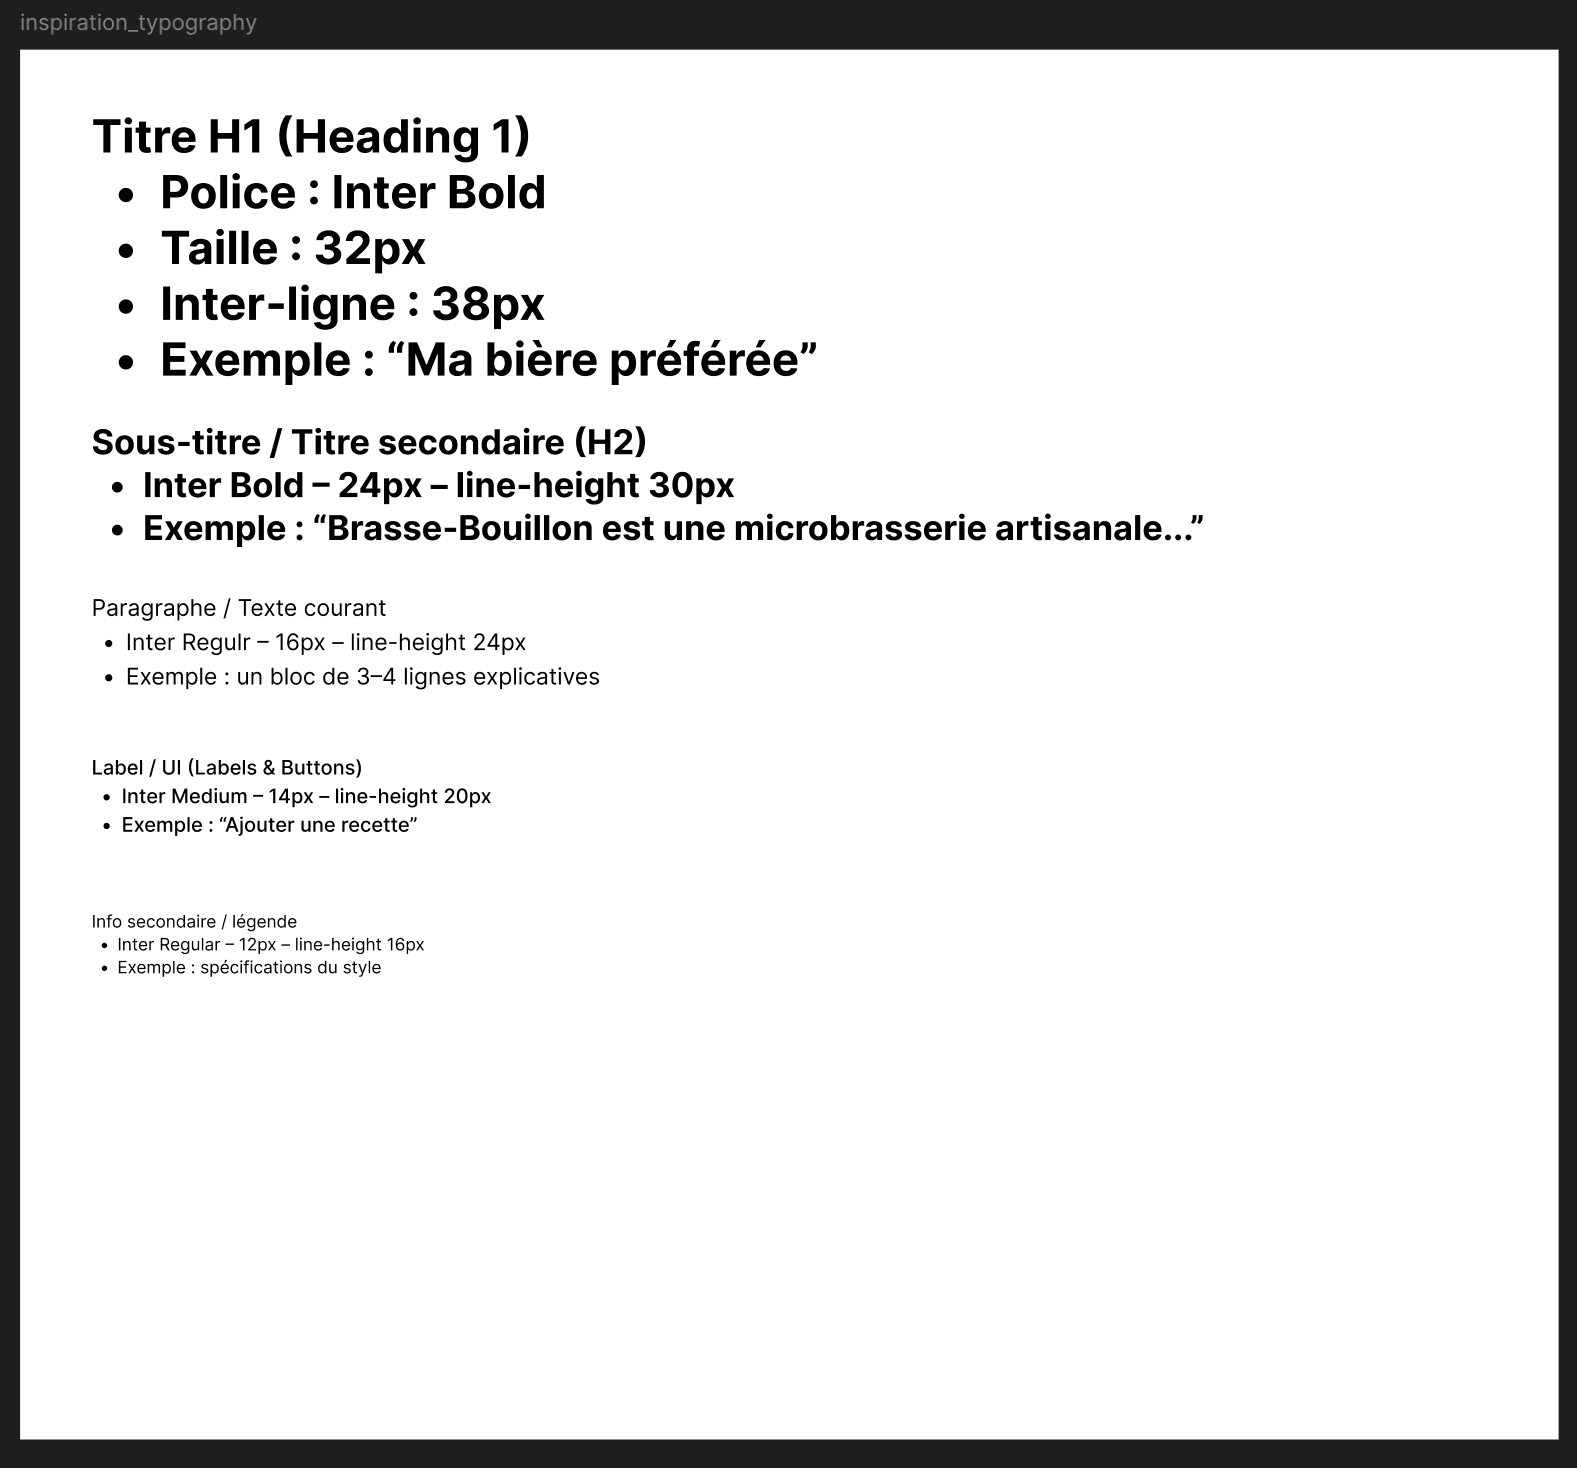 inspiration_typography
Titre H1 (Heading 1)
• Police : Inter Bold
• Taille : 32px
• Inter-ligne : 38px
• Exemple : “Ma bière préférée”
Sous-titre / Titre secondaire (H2)
• Inter Bold – 24px – line-height 30px
• Exemple : “Brasse-Bouillon est une microbrasserie artisanale...”
Paragraphe / Texte courant
• Inter Regulr – 16px – line-height 24px
• Exemple : un bloc de 3–4 lignes explicatives
Label / UI (Labels & Buttons)
• Inter Medium – 14px – line-height 20px
• Exemple : “Ajouter une recette”
Info secondaire / légende
• Inter Regular – 12px – line-height 16px
• Exemple : spécifications du style